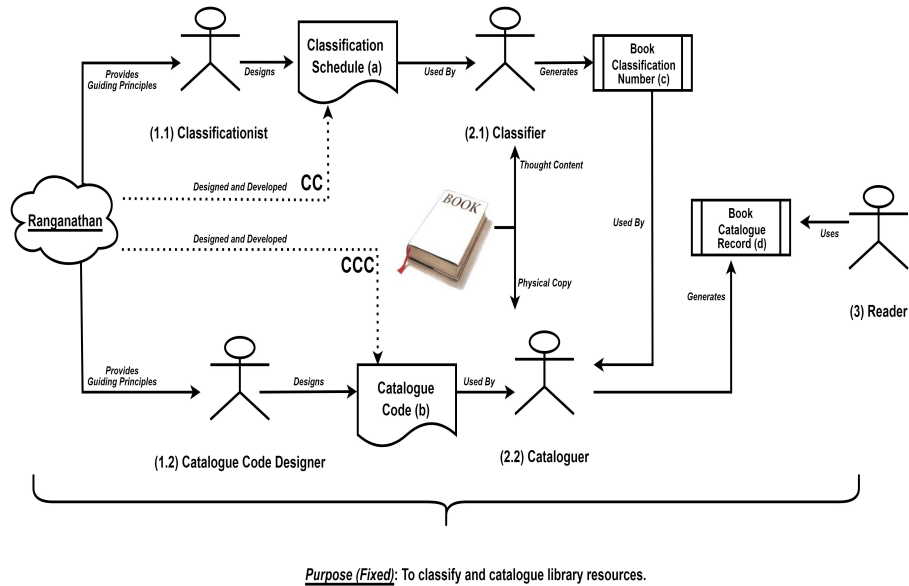 Provides
Guiding Principles
Designs
Classification
Schedule (a)
Used By
Generates
Book
Classification
Number (c)
(1.1) Classificationist
(2.1) Classifier
Thought Content
Designed and Developed
CC
BOOK
Used By
Book
Catalogue
Record (d)
Uses
Ranganathan
Designed and Developed
CCC
Physical Copy
Generates
(3) Reader
Provides
Guiding Principles
Designs
Catalogue
Code (b)
Used By
(1.2) Catalogue Code Designer
(2.2) Cataloguer
Purpose (Fixed): To classify and catalogue library resources.